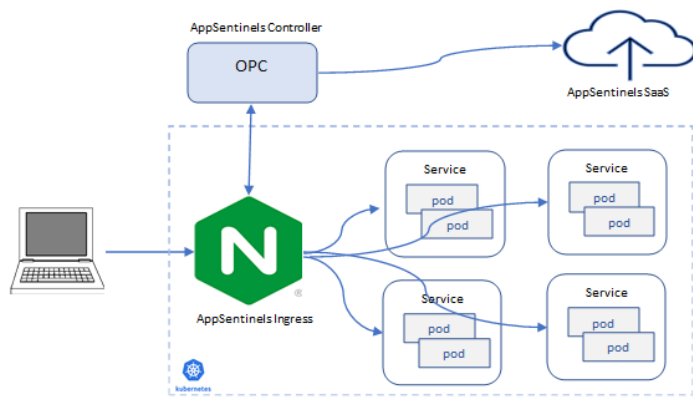 AppSentinels Controller
OPC
AppSentinels SaaS
Service
pod
pod
Service
pod
pod
N
®
AppSentinels Ingress
Service
pod
pod
Service
pod
pod
kubernetes